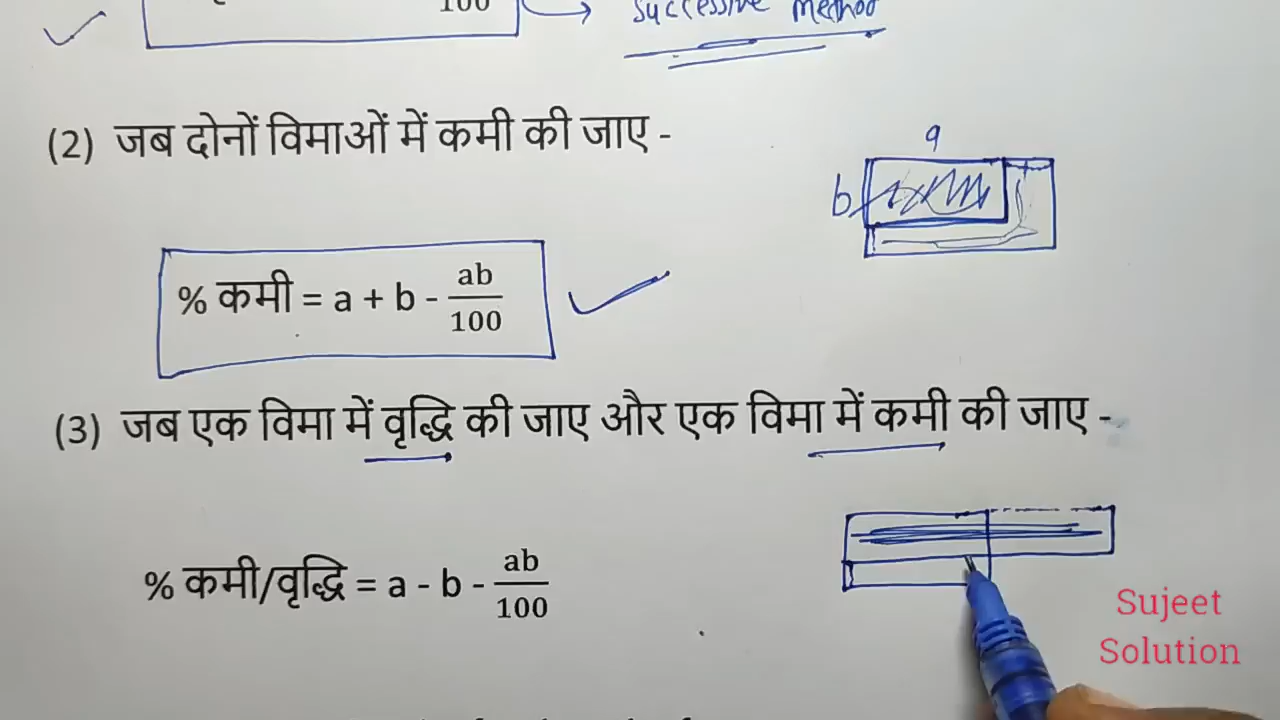 100
Successive Method
(2) जब दोनों विमाओं में कमी की जाए -
a
b
% कमी = a + b - ab/100
(3) जब एक विमा में वृद्धि की जाए और एक विमा में कमी की जाए -
% कमी/वृद्धि = a - b - ab/100
Sujeet
Solution